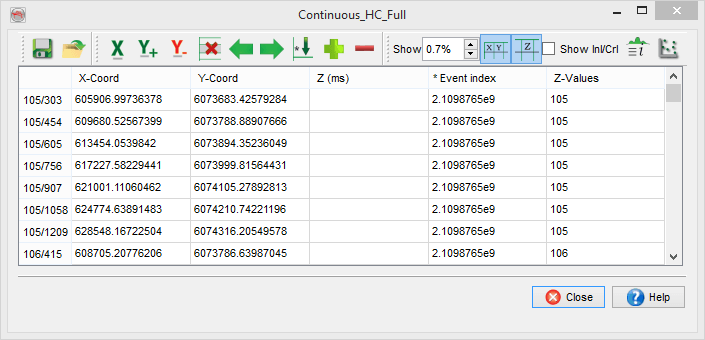 Continuous_HC_Full
X Y+ Y- Show 0.7% X Y Z Show Inl/Crl
X-Coord Y-Coord Z (ms) * Event index Z-Values
105/303 605906.99736378 6073683.42579284 2.1098765e9 105
105/454 609680.52567399 6073788.88907666 2.1098765e9 105
105/605 613454.0539842 6073894.35236049 2.1098765e9 105
105/756 617227.58229441 6073999.81564431 2.1098765e9 105
105/907 621001.11060462 6074105.27892813 2.1098765e9 105
105/1058 624774.63891483 6074210.74221196 2.1098765e9 105
105/1209 628548.16722504 6074316.20549578 2.1098765e9 105
106/415 608705.20776206 6073786.63987045 2.1098765e9 106
Close Help